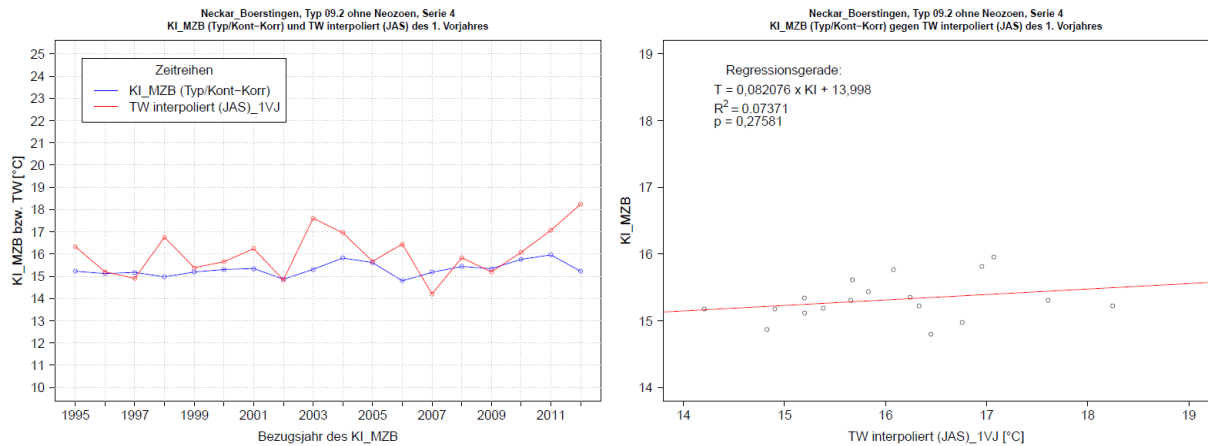 Neckar_Boerstingen, Typ 09.2 ohne Neozoen, Serie 4
KI_MZB (Typ/Kont-Korr) und TW interpoliert (JAS) des 1. Vorjahres
KI_MZB bzw. TW [°C]
25
24
23
22
21
20
19
18
17
16
15
14
13
12
11
10
Zeitreihen
KI_MZB (Typ/Kont-Korr)
TW interpoliert (JAS)_1VJ
1995 1997 1999 2001 2003 2005 2007 2009 2011
Bezugsjahr des KI_MZB
Neckar_Boerstingen, Typ 09.2 ohne Neozoen, Serie 4
KI_MZB (Typ/Kont-Korr) gegen TW interpoliert (JAS) des 1. Vorjahres
KI_MZB
19
18
17
16
15
14
Regressionsgerade:
T = 0,082076 x KI + 13,998
R² = 0.07371
p = 0,27581
14 15 16 17 18 19
TW interpoliert (JAS)_1VJ [°C]